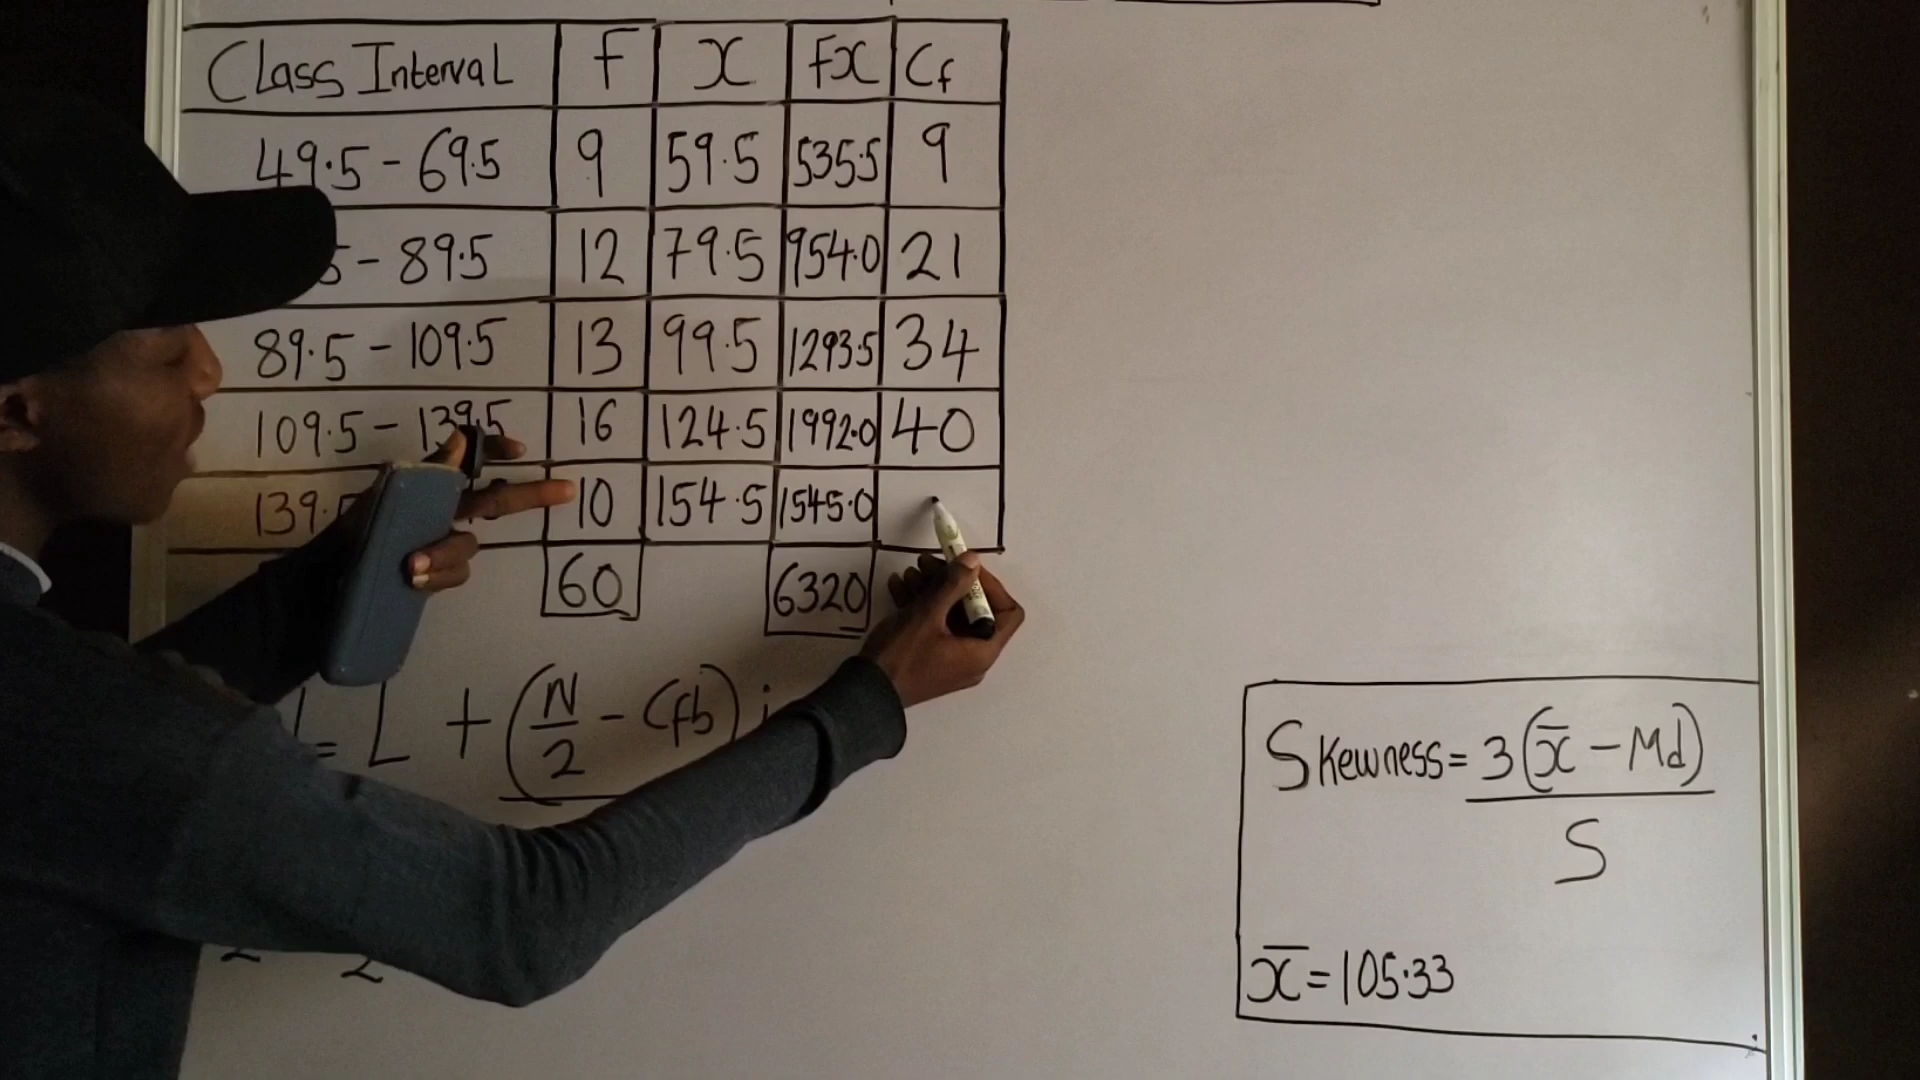 Class Interval F x Fx Cf
49.5 - 69.5 9 59.5 535.5 9
5 - 89.5 12 79.5 954.0 21
89.5 - 109.5 13 99.5 1293.5 34
109.5 - 139.5 16 124.5 1992.0 40
139. 10 154.5 1545.0
60 6320
= L + (N/2 - Cfb) i
Skewness = 3(x̄ - Md)
S
2 2
x̄ = 105.33